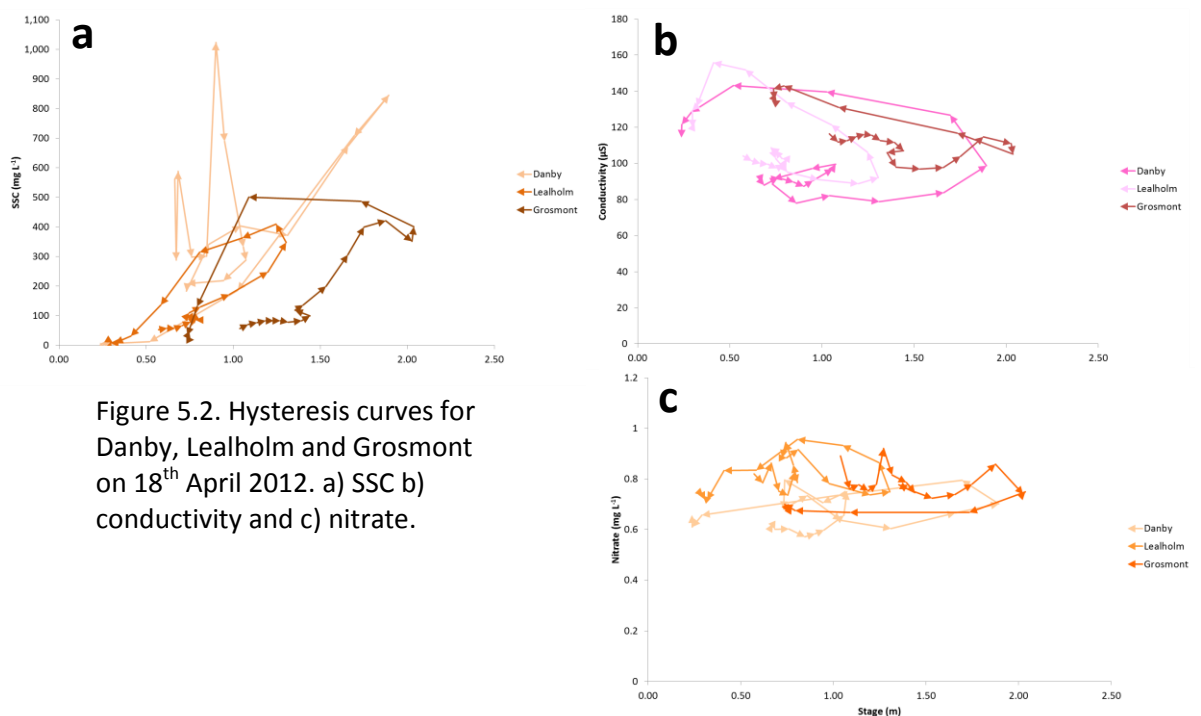 a
1,100
1,000
900
800
700
600
500
400
300
200
100
0
SSC (mg L-1)
0.00 0.50 1.00 1.50 2.00 2.50
Danby
Lealholm
Grosmont
b
180
160
140
120
100
80
60
40
20
0
Conductivity (µS)
0.00 0.50 1.00 1.50 2.00 2.50
Danby
Lealholm
Grosmont
Figure 5.2. Hysteresis curves for
Danby, Lealholm and Grosmont
on 18th April 2012. a) SSC b)
conductivity and c) nitrate.
c
1.2
1
0.8
0.6
0.4
0.2
0
Nitrate (mg L-1)
0.00 0.50 1.00 1.50 2.00 2.50
Stage (m)
Danby
Lealholm
Grosmont